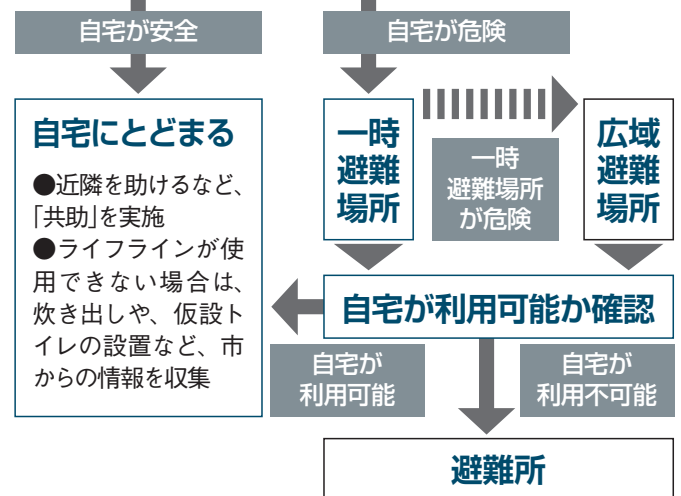 自宅が安全
自宅が危険
自宅にとどまる
●近隣を助けるなど、
「共助」を実施
●ライフラインが使
用できない場合は、
炊き出しや、仮設ト
イレの設置など、市
からの情報を収集
一時
避難
場所
一時
避難場所
が危険
広域
避難
場所
自宅が利用可能か確認
自宅が
利用可能
自宅が
利用不可能
避難所